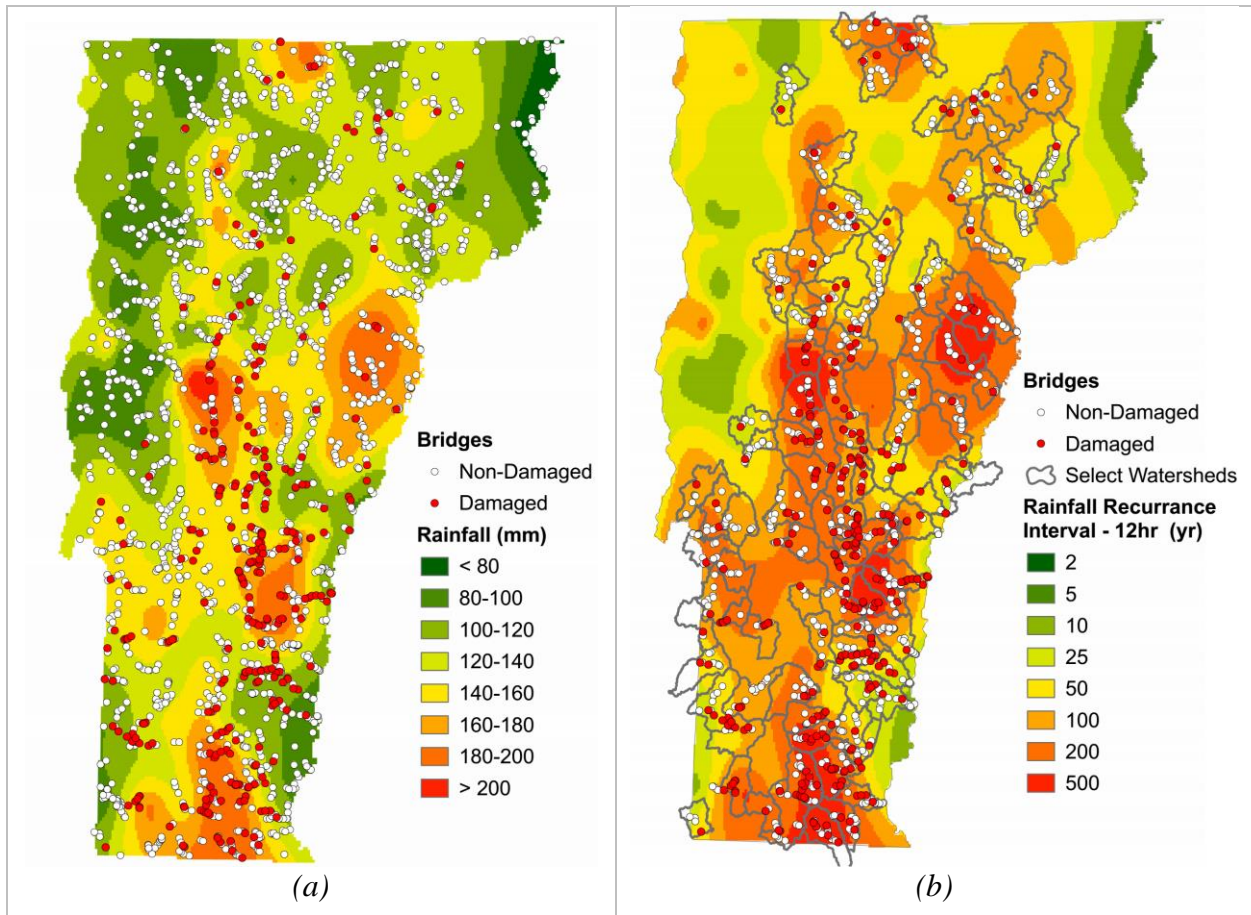 Bridges
Non-Damaged
Damaged
Rainfall (mm)
< 80
80-100
100-120
120-140
140-160
160-180
180-200
> 200
(a)
Bridges
Non-Damaged
Damaged
Select Watersheds
Rainfall Recurrance
Interval - 12hr (yr)
2
5
10
25
50
100
200
500
(b)